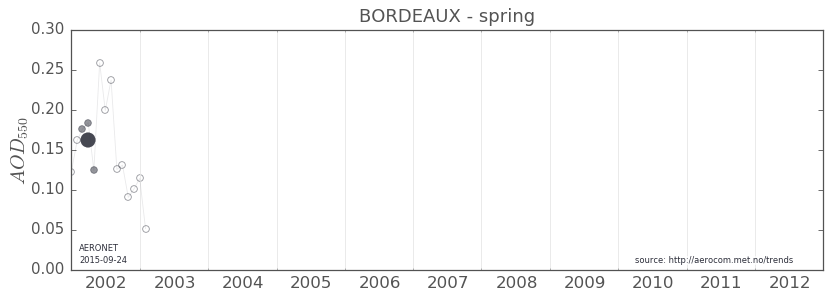 BORDEAUX - spring
0.30
0.25
0.20
0.15
0.10
0.05
0.00
AOD550
AERONET
2015-09-24
source: http://aerocom.met.no/trends
2002 2003 2004 2005 2006 2007 2008 2009 2010 2011 2012